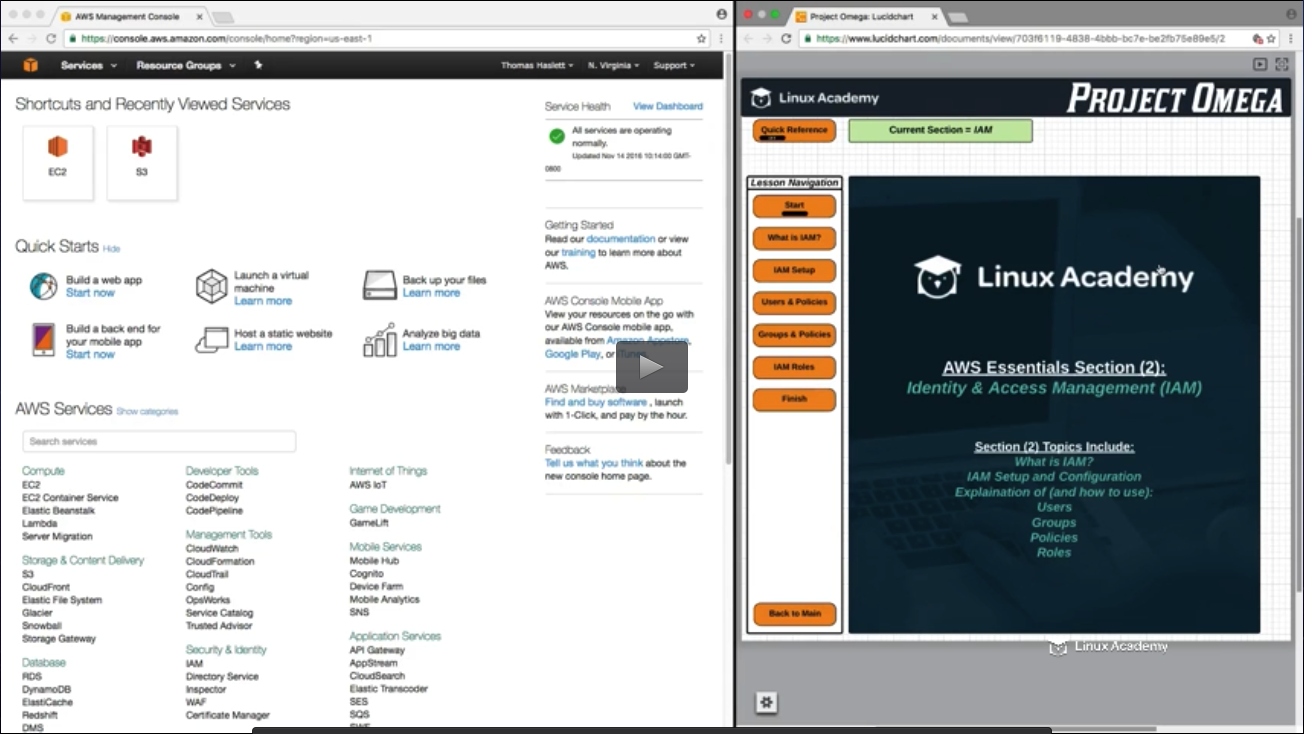 AWS Management Console
https://console.aws.amazon.com/console/home?region=us-east-1
Services
Resource Groups
Thomas Haslett
N. Virginia
Support
Shortcuts and Recently Viewed Services
EC2
S3
Quick Starts Hide
Build a web app
Start now
Launch a virtual
machine
Learn more
Back up your files
Learn more
Build a back end for
your mobile app
Start now
Host a static website
Learn more
Analyze big data
Learn more
AWS Services Show categories
Search services
Compute
EC2
EC2 Container Service
Elastic Beanstalk
Lambda
Server Migration
Storage & Content Delivery
S3
CloudFront
Elastic File System
Glacier
Snowball
Storage Gateway
Database
RDS
DynamoDB
ElastiCache
Redshift
DMS
Developer Tools
CodeCommit
CodeDeploy
CodePipeline
Management Tools
CloudWatch
CloudFormation
CloudTrail
Config
OpsWorks
Service Catalog
Trusted Advisor
Security & Identity
IAM
Directory Service
Inspector
WAF
Certificate Manager
Internet of Things
AWS IoT
Game Development
GameLift
Mobile Services
Mobile Hub
Cognito
Device Farm
Mobile Analytics
SNS
Application Services
API Gateway
AppStream
CloudSearch
Elastic Transcoder
SES
SQS
SWF
Service Health View Dashboard
All services are operating
normally.
Updated Nov 14 2016 10:14:00 GMT-
0800
Getting Started
Read our documentation or view
our training to learn more about
AWS.
AWS Console Mobile App
View your resources on the go with
our AWS Console mobile app,
available from Amazon Appstore,
Google Play, or iTunes.
AWS Marketplace
Find and buy software , launch
with 1-Click, and pay by the hour.
Feedback
Tell us what you think about the
new console home page.
Project Omega: Lucidchart
https://www.lucidchart.com/documents/view/703f6119-4838-4bbb-bc7e-be2fb75e89e5/2
Linux Academy
PROJECT OMEGA
Quick Reference
Current Section = IAM
Lesson Navigation
Start
What is IAM?
IAM Setup
Users & Policies
Groups & Policies
IAM Roles
Finish
Back to Main
Linux Academy
AWS Essentials Section (2):
Identity & Access Management (IAM)
Section (2) Topics Include:
What is IAM?
IAM Setup and Configuration
Explaination of (and how to use):
Users
Groups
Policies
Roles
Linux Academy